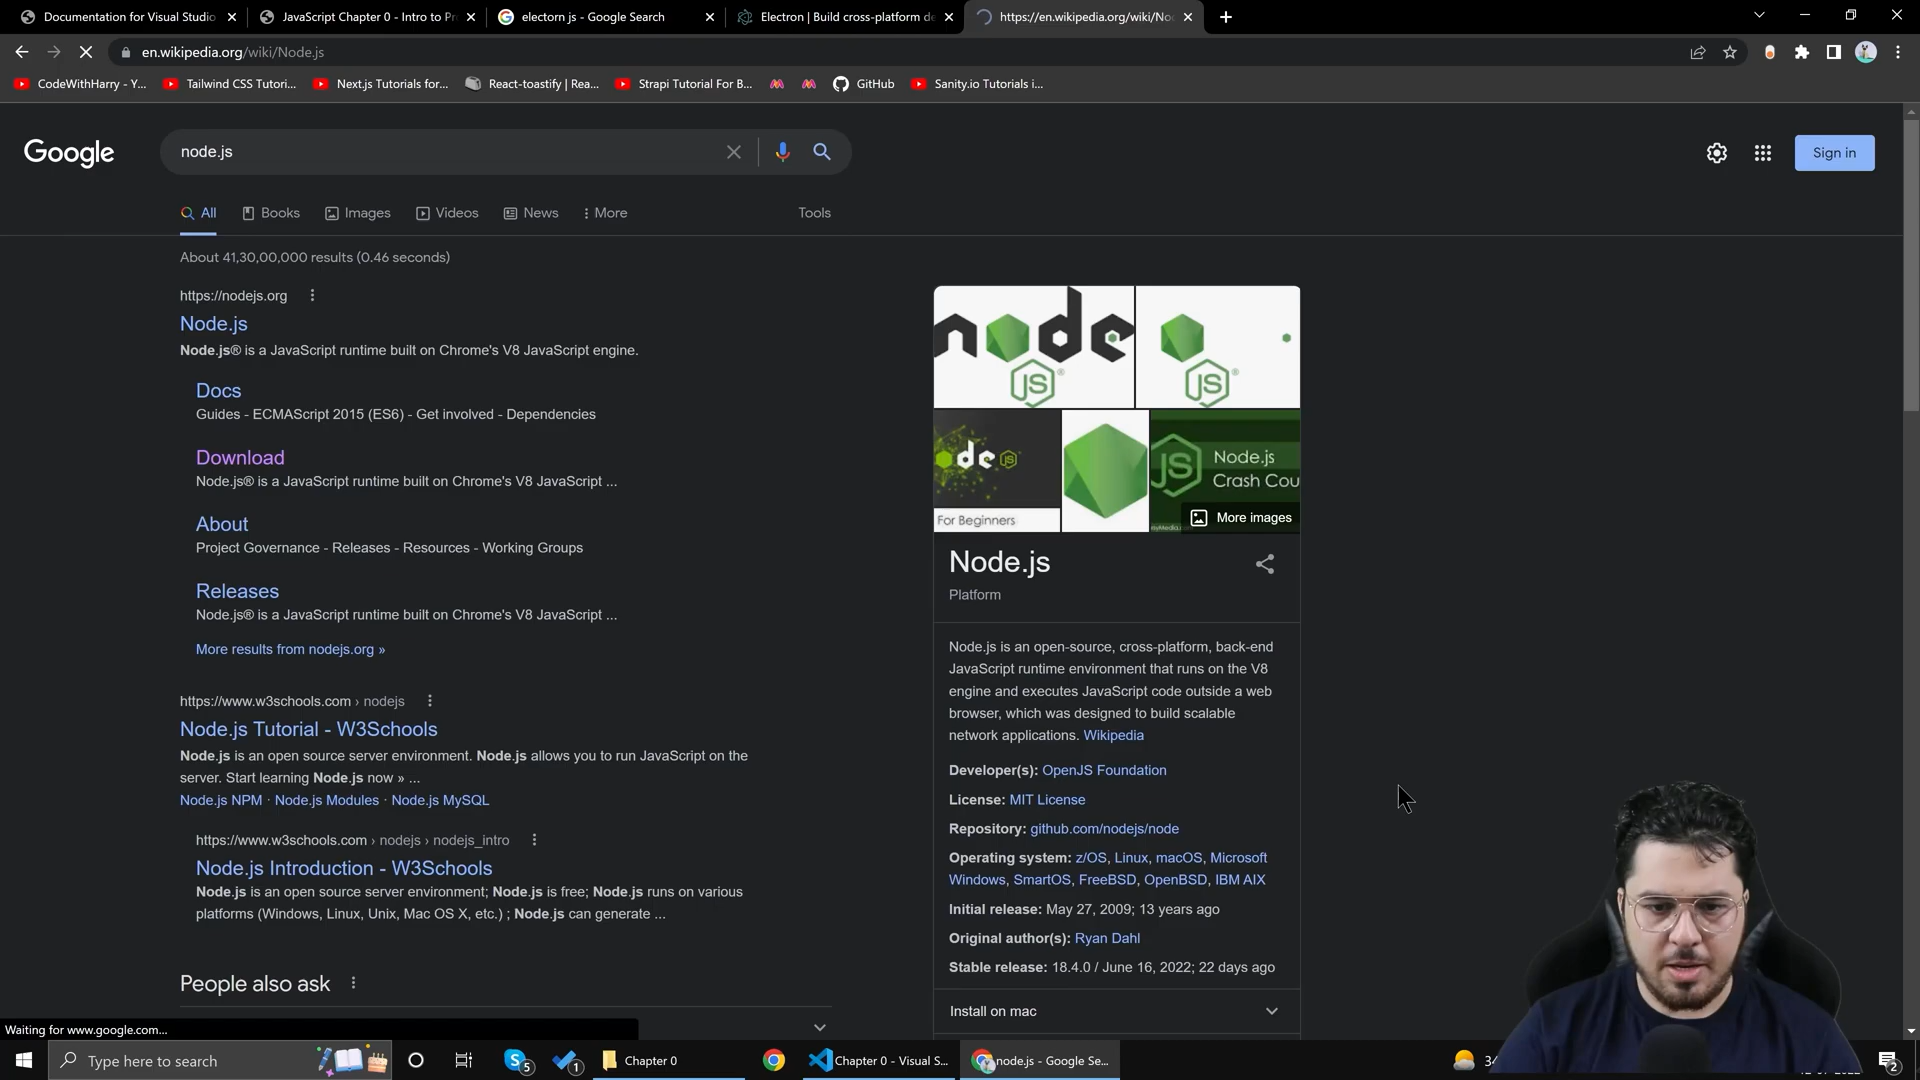 Documentation for Visual Studio
JavaScript Chapter 0 - Intro to Pr
electorn js - Google Search
Electron | Build cross-platform de
https://en.wikipedia.org/wiki/No
en.wikipedia.org/wiki/Node.js
CodeWithHarry - Y...
Tailwind CSS Tutori...
Next.js Tutorials for...
React-toastify | Rea...
Strapi Tutorial For B...
GitHub
Sanity.io Tutorials i...
Google
node.js
Sign in
All
Books
Images
Videos
News
More
Tools
About 41,30,00,000 results (0.46 seconds)
https://nodejs.org
Node.js
Node.js® is a JavaScript runtime built on Chrome's V8 JavaScript engine.
Docs
Guides - ECMAScript 2015 (ES6) - Get involved - Dependencies
Download
Node.js® is a JavaScript runtime built on Chrome's V8 JavaScript ...
About
Project Governance - Releases - Resources - Working Groups
Releases
Node.js® is a JavaScript runtime built on Chrome's V8 JavaScript ...
More results from nodejs.org »
https://www.w3schools.com › nodejs
Node.js Tutorial - W3Schools
Node.js is an open source server environment. Node.js allows you to run JavaScript on the
server. Start learning Node.js now » ...
Node.js NPM · Node.js Modules · Node.js MySQL
https://www.w3schools.com › nodejs › nodejs_intro
Node.js Introduction - W3Schools
Node.js is an open source server environment; Node.js is free; Node.js runs on various
platforms (Windows, Linux, Unix, Mac OS X, etc.) ; Node.js can generate ...
People also ask
node
JS
JS
node JS
For Beginners
JS
Node.js
Crash Cou
More images
Node.js
Platform
Node.js is an open-source, cross-platform, back-end
JavaScript runtime environment that runs on the V8
engine and executes JavaScript code outside a web
browser, which was designed to build scalable
network applications. Wikipedia
Developer(s): OpenJS Foundation
License: MIT License
Repository: github.com/nodejs/node
Operating system: z/OS, Linux, macOS, Microsoft
Windows, SmartOS, FreeBSD, OpenBSD, IBM AIX
Initial release: May 27, 2009; 13 years ago
Original author(s): Ryan Dahl
Stable release: 18.4.0 / June 16, 2022; 22 days ago
Install on mac
Waiting for www.google.com...
Type here to search
5
1
Chapter 0
Chapter 0 - Visual S...
node.js - Google Se...
2